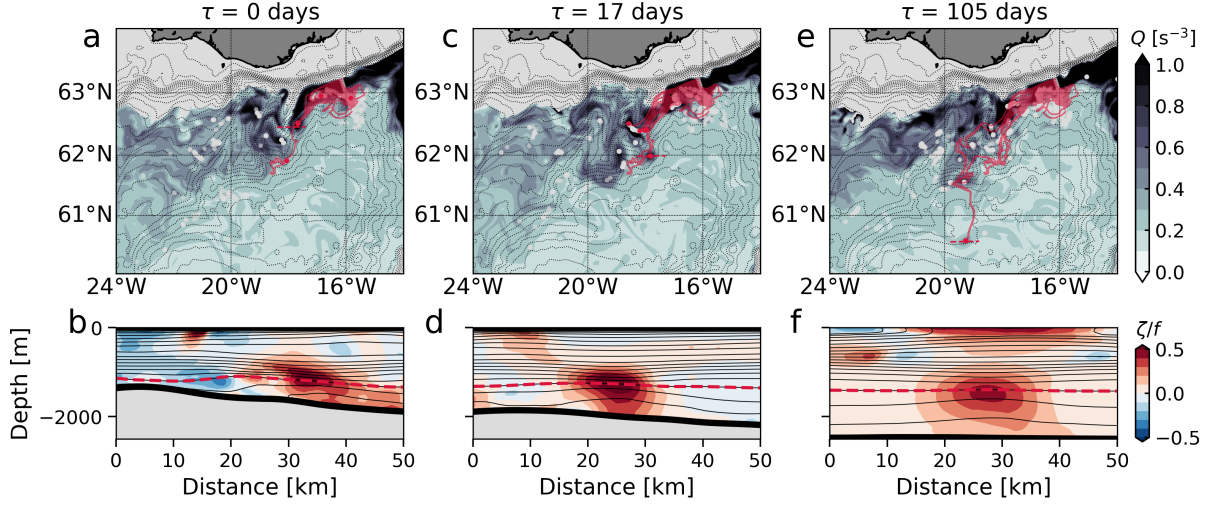 τ = 0 days
τ = 17 days
τ = 105 days
a
c
e
Q [s⁻³]
63°N
62°N
61°N
24°W 20°W 16°W
63°N
62°N
61°N
24°W 20°W 16°W
63°N
62°N
61°N
24°W 20°W 16°W
1.0
0.8
0.6
0.4
0.2
0.0
b
d
f
ζ/f
Depth [m]
0
−2000
0 10 20 30 40 50
Distance [km]
0 10 20 30 40 50
Distance [km]
0 10 20 30 40 50
Distance [km]
0.5
0.0
−0.5